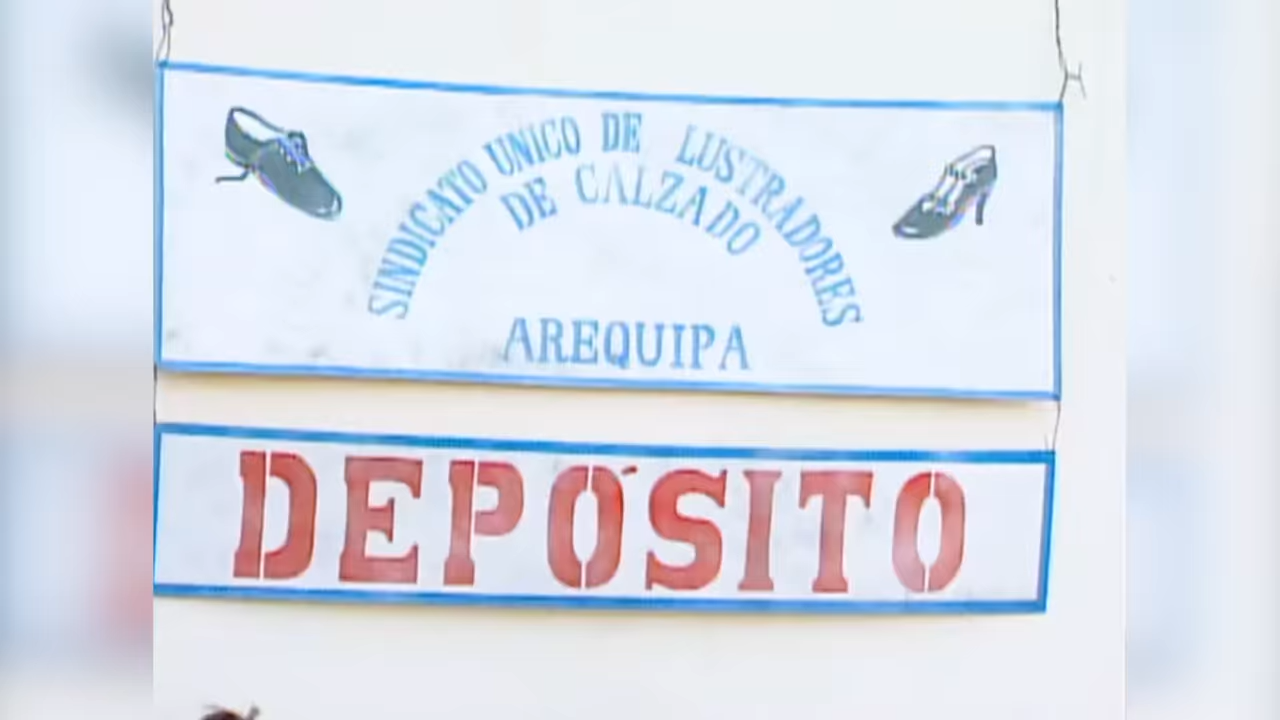 SINDICATO UNICO DE LUSTRADORES
DE CALZADO
AREQUIPA
DEPÓSITO